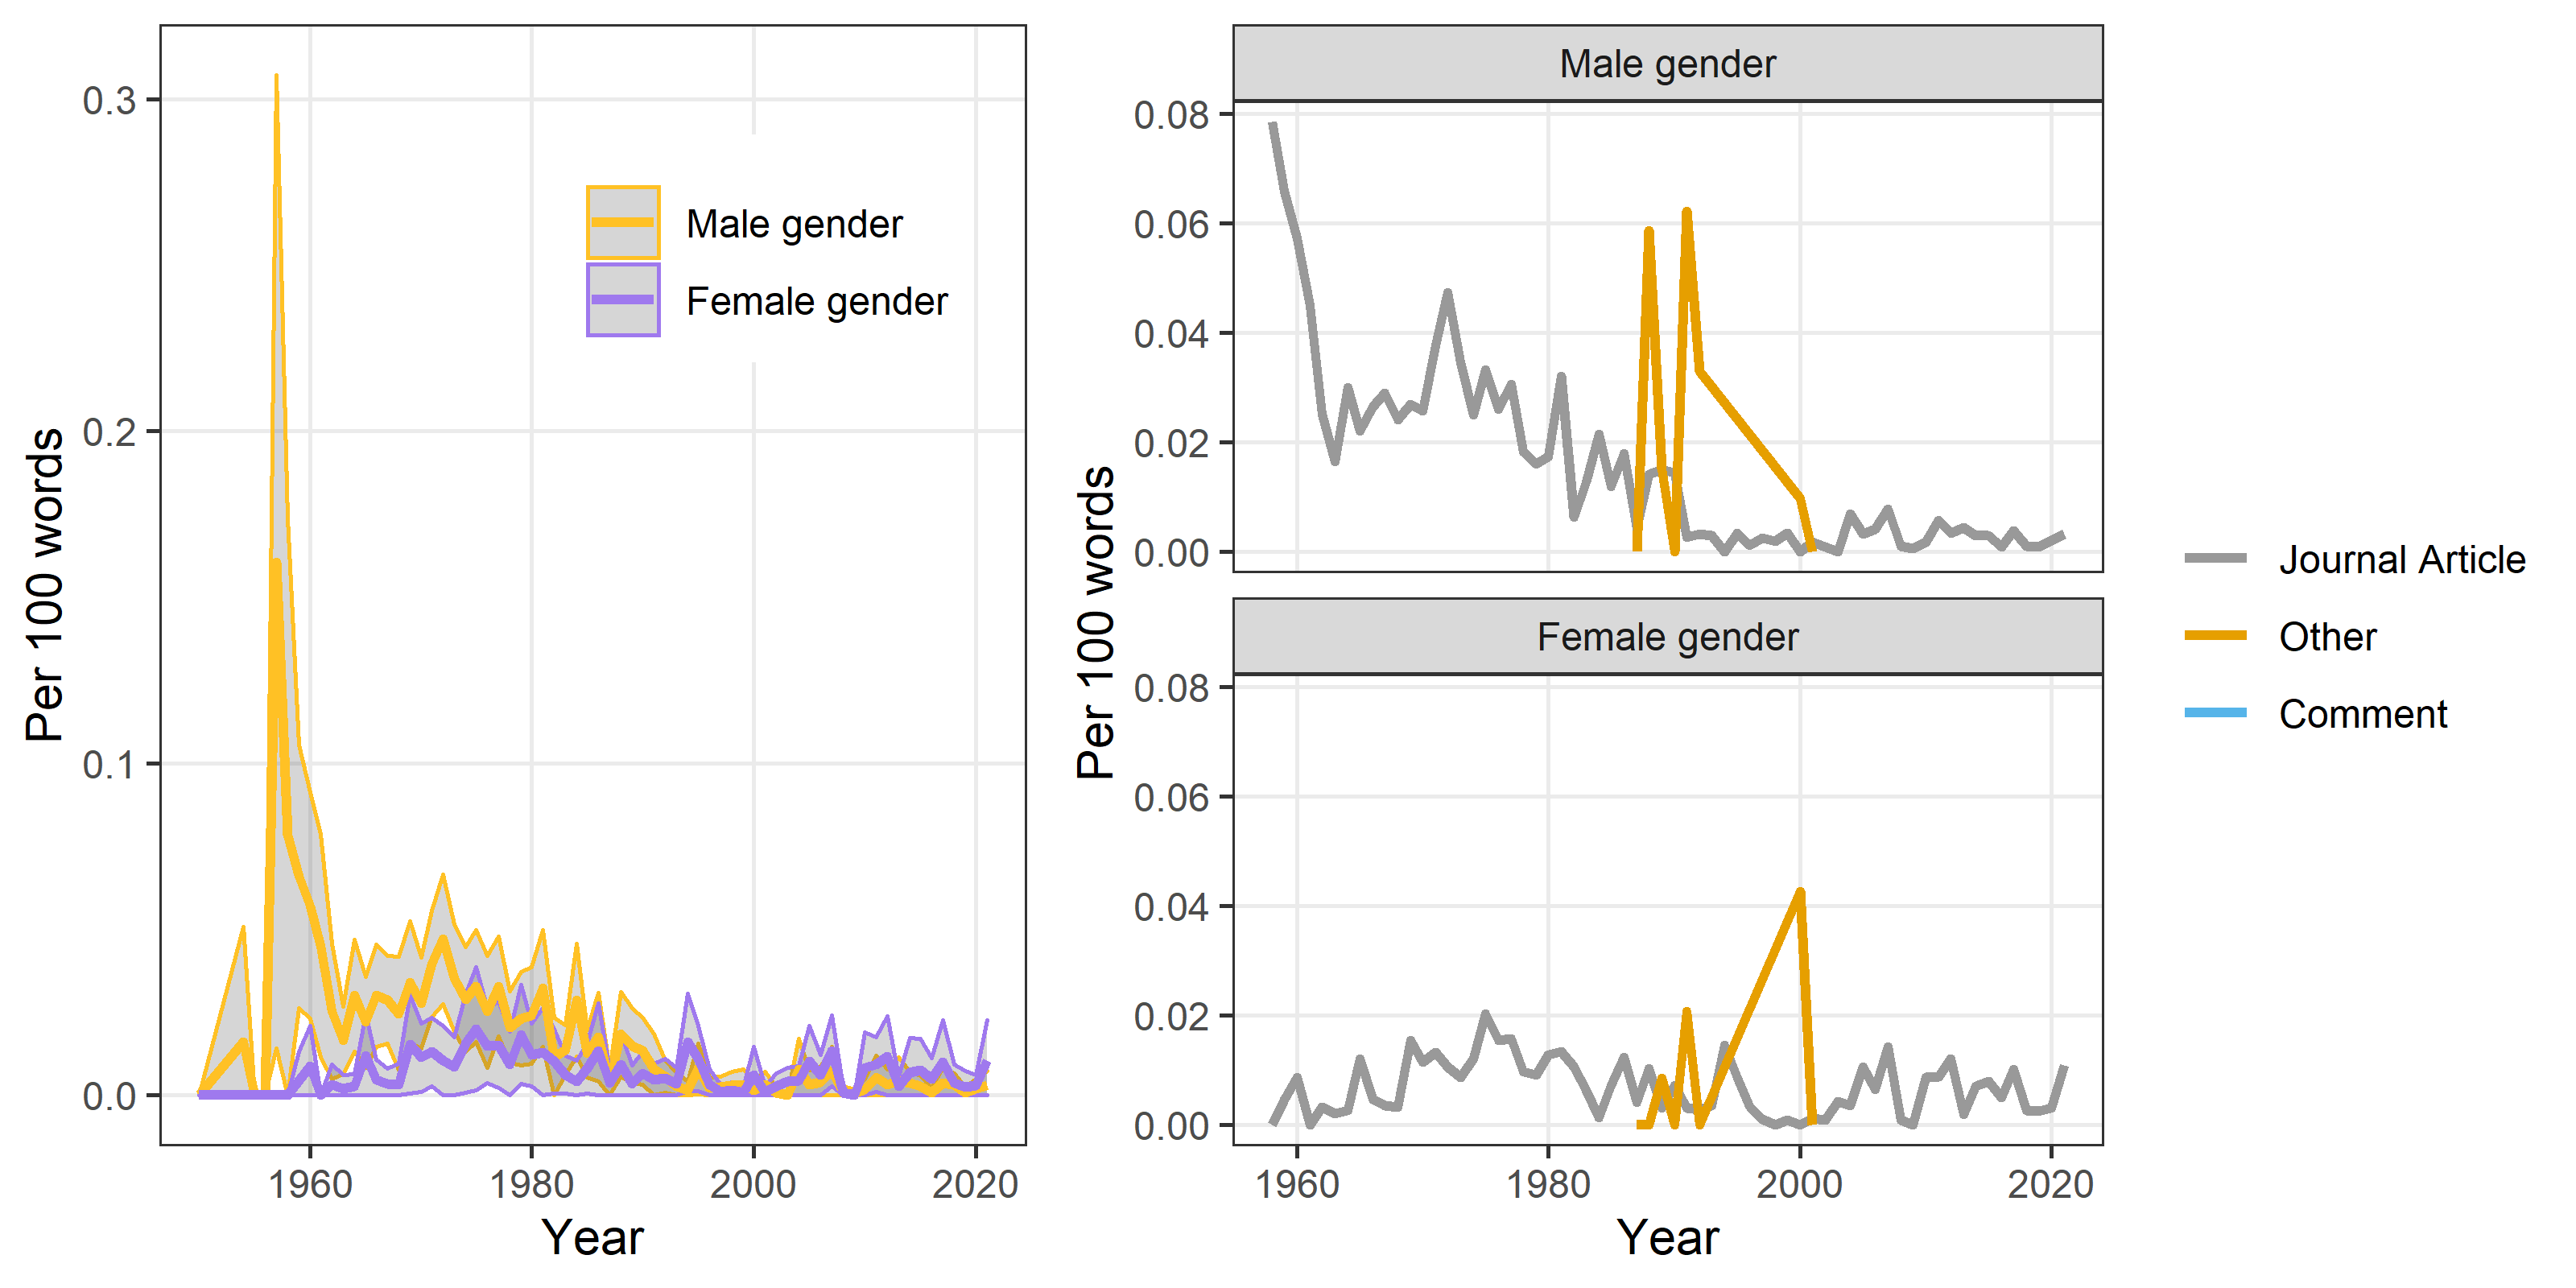 Per 100 words
0.3
0.2
0.1
0.0
Male gender
Female gender
1960 1980 2000 2020
Year
Per 100 words
Male gender
0.08
0.06
0.04
0.02
0.00
Female gender
0.08
0.06
0.04
0.02
0.00
1960 1980 2000 2020
Year
Journal Article
Other
Comment